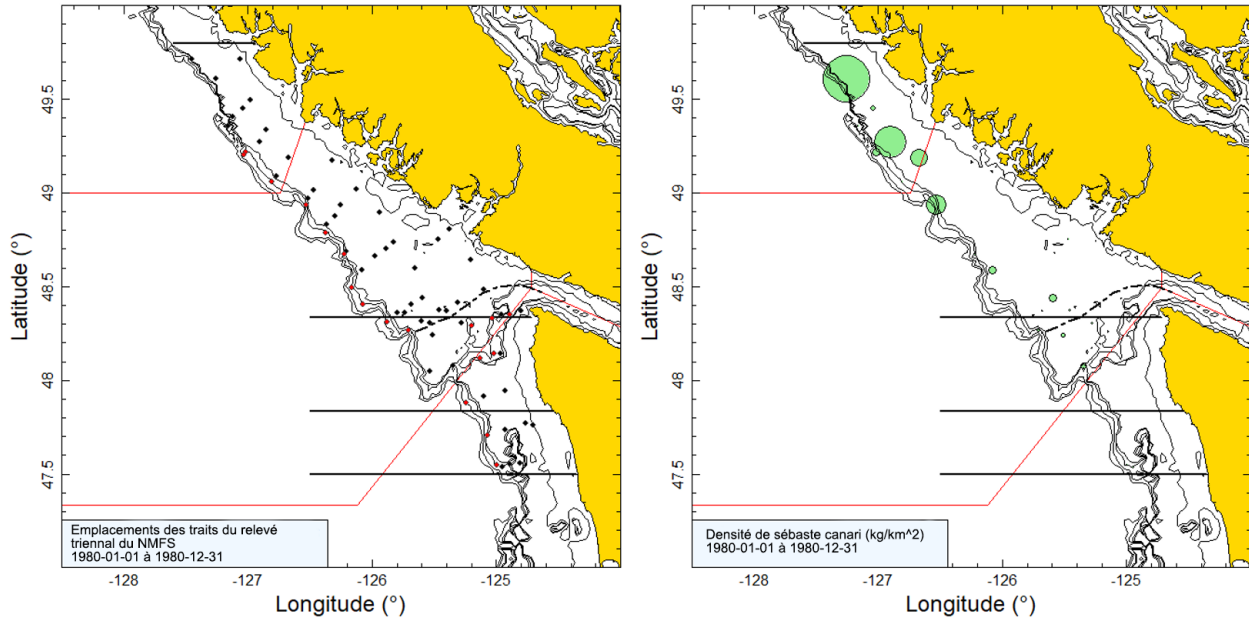 Latitude (°)
49.5
49
48.5
48
47.5
-128
-127
-126
-125
Longitude (°)
Emplacements des traits du relevé
triennal du NMFS
1980-01-01 à 1980-12-31
Latitude (°)
49.5
49
48.5
48
47.5
-128
-127
-126
-125
Longitude (°)
Densité de sébaste canari (kg/km^2)
1980-01-01 à 1980-12-31